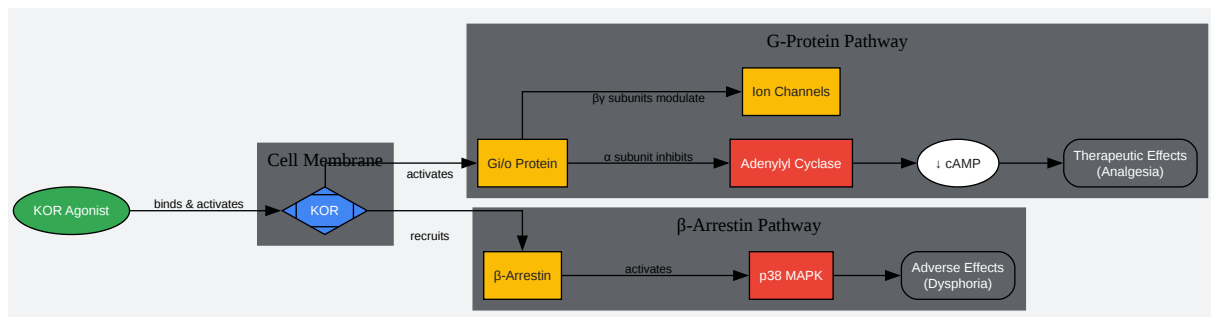 G-Protein Pathway
Ion Channels
βγ subunits modulate
Cell Membrane
activates
Gi/o Protein
α subunit inhibits
Adenylyl Cyclase
↓ cAMP
Therapeutic Effects
(Analgesia)
KOR Agonist
binds & activates
KOR
recruits
β-Arrestin Pathway
β-Arrestin
activates
p38 MAPK
Adverse Effects
(Dysphoria)